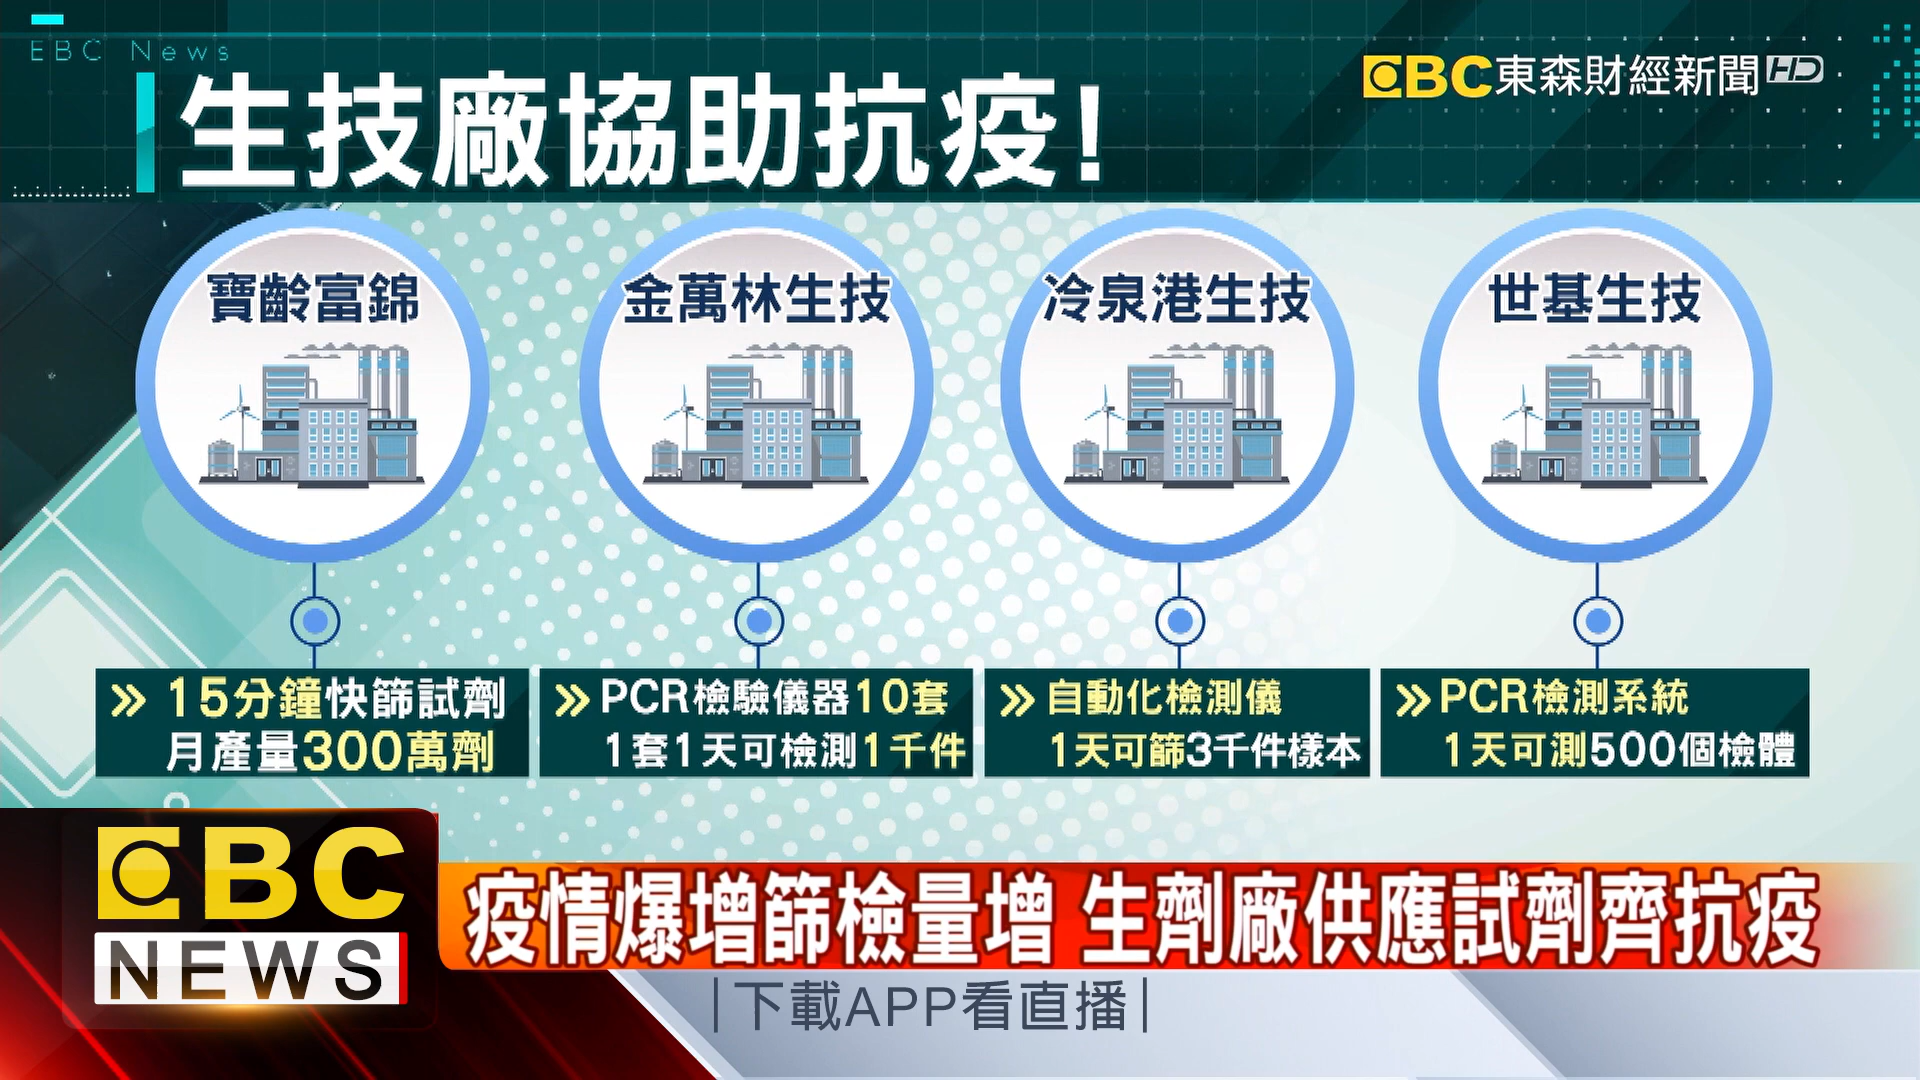 EBC News
EBC東森財經新聞HD
生技廠協助抗疫!
寶齡富錦
金萬林生技
冷泉港生技
世基生技
15分鐘快篩試劑
月產量300萬劑
PCR檢驗儀器10套
1套1天可檢測1千件
自動化檢測儀
1天可篩3千件樣本
PCR檢測系統
1天可測500個檢體
EBC
NEWS
疫情爆增篩檢量增 生劑廠供應試劑齊抗疫
|下載APP看直播|